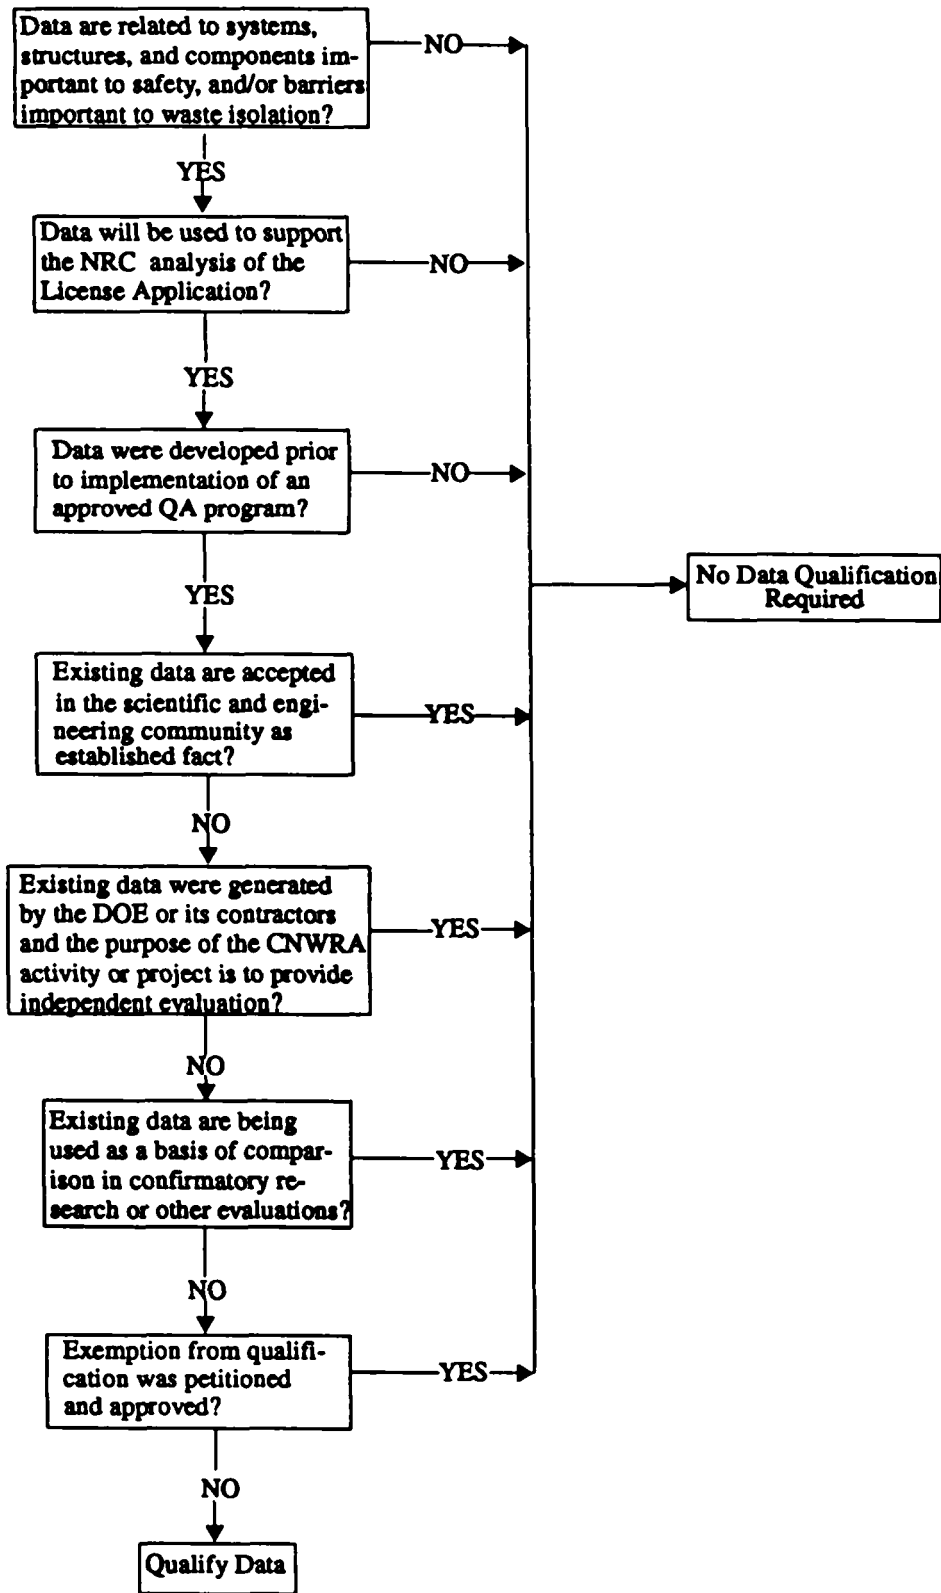 Data are related to systems,
structures, and components im-
portant to safety, and/or barriers
important to waste isolation?
NO
YES
Data will be used to support
the NRC analysis of the
License Application?
NO
YES
Data were developed prior
to implementation of an
approved QA program?
NO
YES
No Data Qualification
Required
Existing data are accepted
in the scientific and engi-
neering community as
established fact?
YES
NO
Existing data were generated
by the DOE or its contractors
and the purpose of the CNWRA
activity or project is to provide
independent evaluation?
YES
NO
Existing data are being
used as a basis of compar-
ison in confirmatory re-
search or other evaluations?
YES
NO
Exemption from qualifi-
cation was petitioned
and approved?
YES
NO
Qualify Data